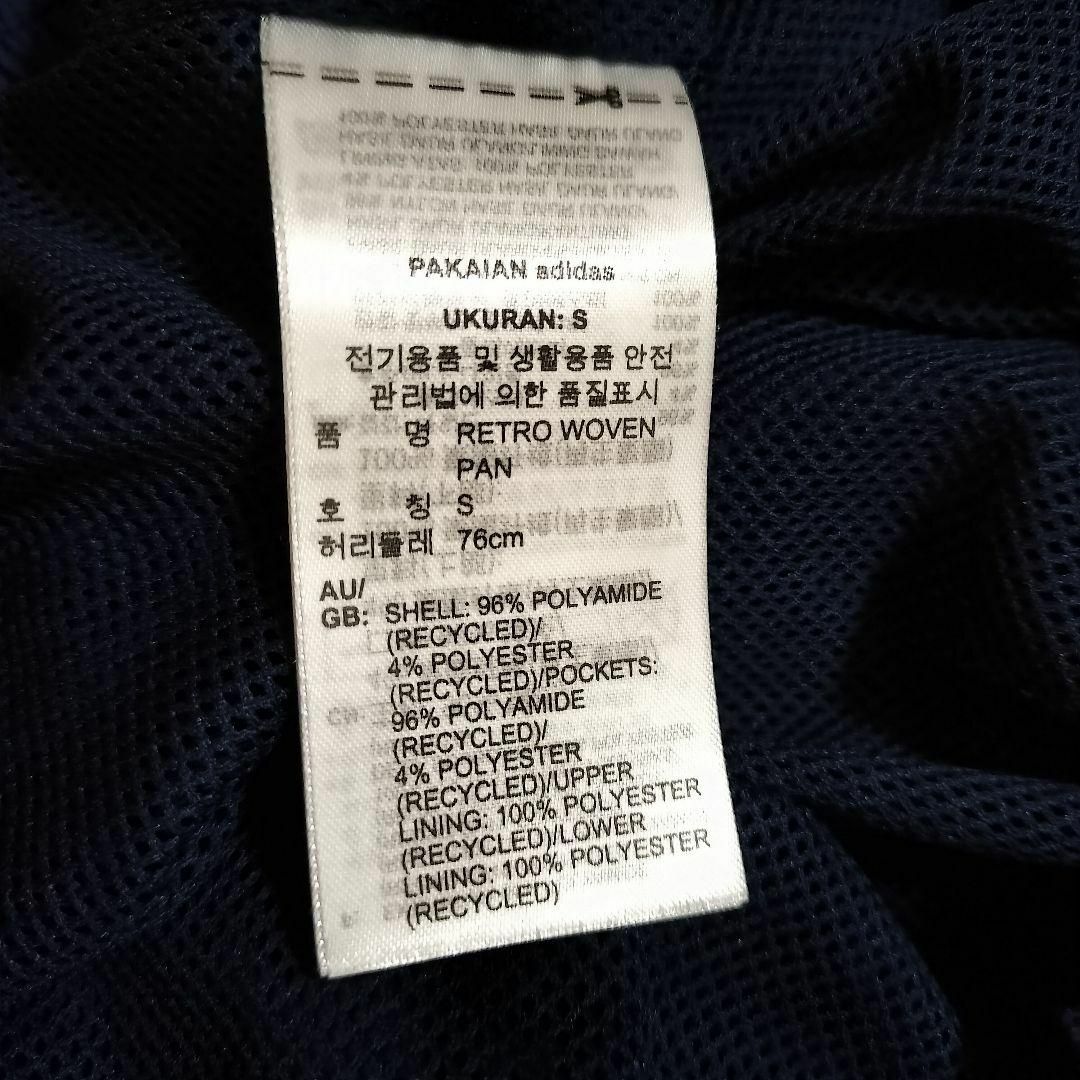 PAKAIAN adidas
UKURAN: S
전기용품 및 생활용품 안전
관리법에 의한 품질표시
품 명 RETRO WOVEN
PAN
호 칭 S
허리둘레 76cm
AU/
GB: SHELL: 96% POLYAMIDE
(RECYCLED)/
4% POLYESTER
(RECYCLED)/POCKETS:
96% POLYAMIDE
(RECYCLED)/
4% POLYESTER
(RECYCLED)/UPPER
LINING: 100% POLYESTER
(RECYCLED)/LOWER
LINING: 100% POLYESTER
(RECYCLED)